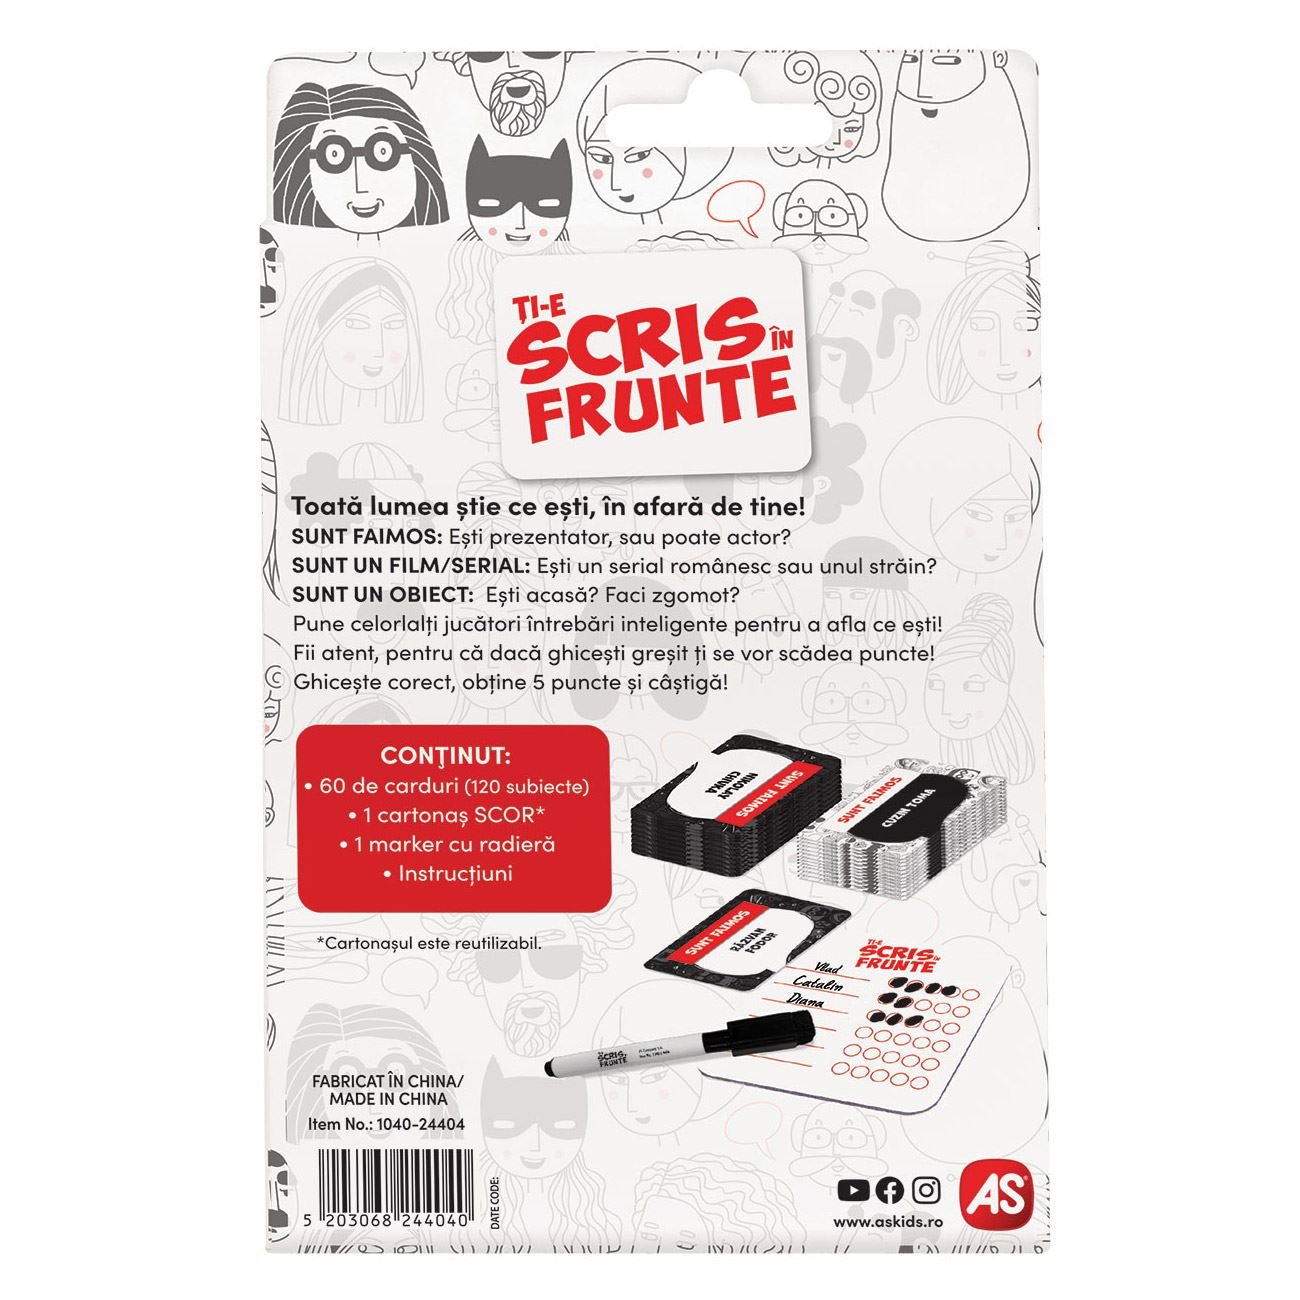 ȚI-E
SCRIS ÎN
FRUNTE
Toată lumea știe ce ești, în afară de tine!
SUNT FAIMOS: Ești prezentator, sau poate actor?
SUNT UN FILM/SERIAL: Ești un serial românesc sau unul străin?
SUNT UN OBIECT: Ești acasă? Faci zgomot?
Pune celorlalți jucători întrebări inteligente pentru a afla ce ești!
Fii atent, pentru că dacă ghicești greșit ți se vor scădea puncte!
Ghicește corect, obține 5 puncte și câștigă!
CONŢINUT:
• 60 de carduri (120 subiecte)
• 1 cartonaș SCOR*
• 1 marker cu radieră
• Instrucțiuni
*Cartonașul este reutilizabil.
SUNT FAIMOS
SUNT FAIMOS
CUZIN TOMA
SUNT FAIMOS
RĂZVAN
FODOR
ȚI-E
SCRIS ÎN
FRUNTE
Vlad
Catalin
Diana
SCRIS
FRUNTE
FABRICAT ÎN CHINA/
MADE IN CHINA
Item No.: 1040-24404
5 203068 244040
DATE CODE:
www.askids.ro
AS®